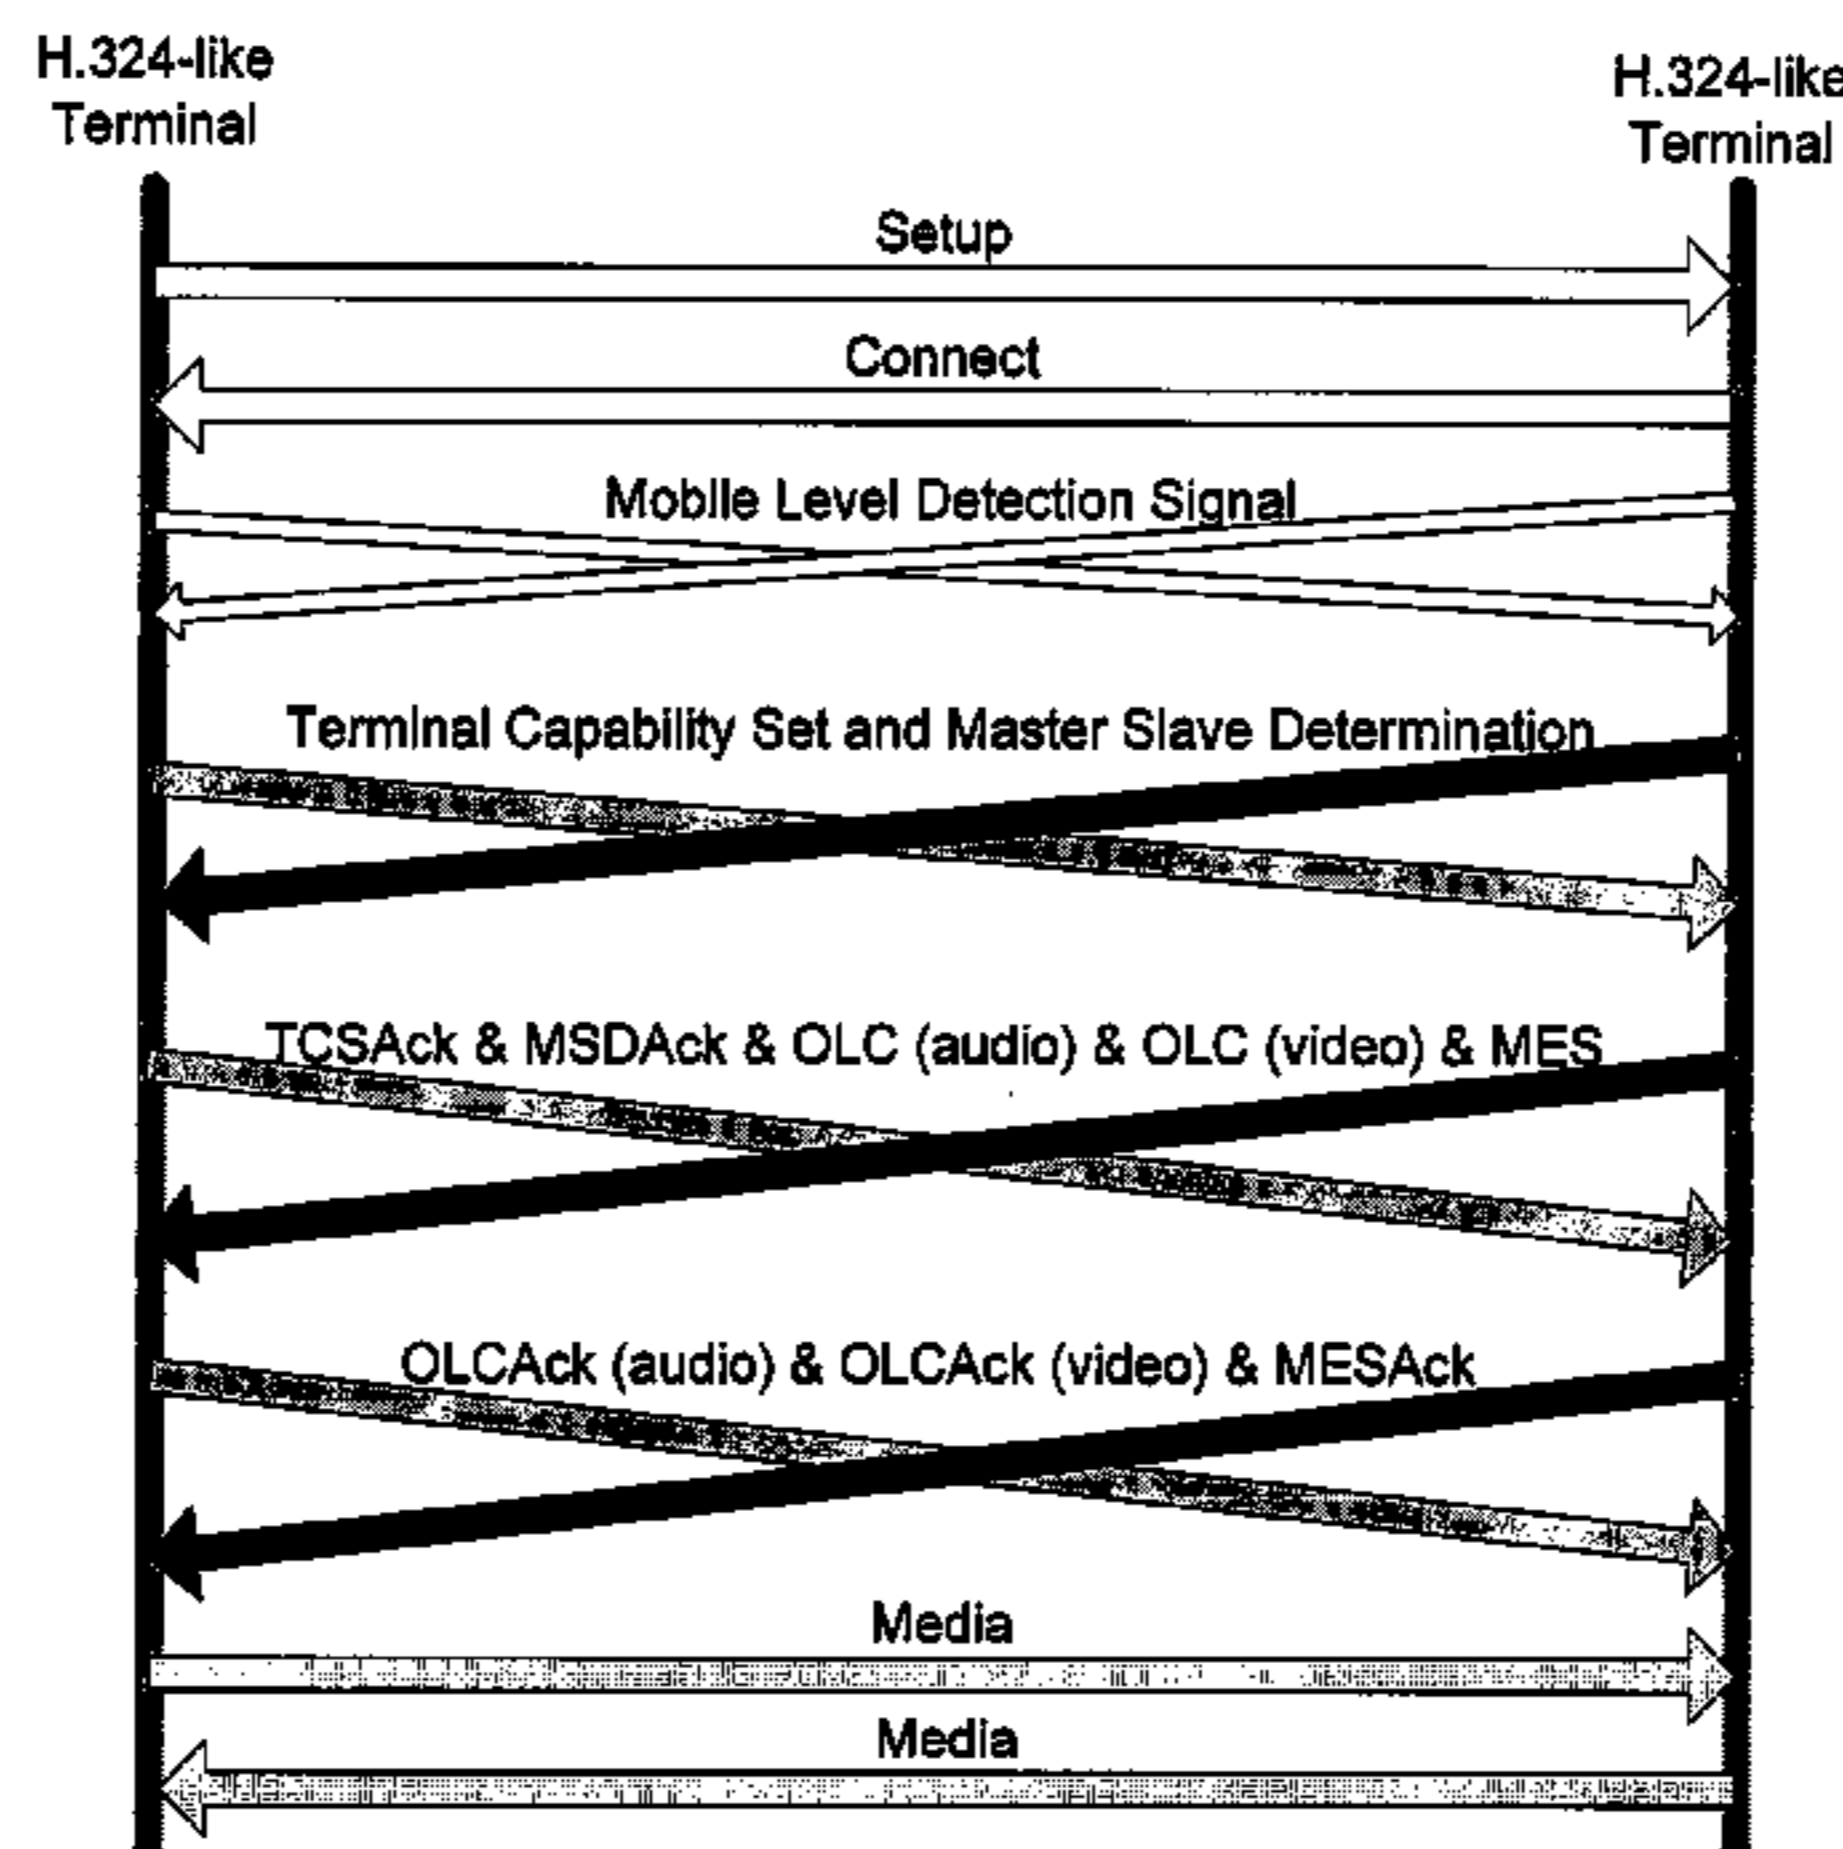 H.324-like
Terminal
H.324-like
Terminal
Setup
Connect
Mobile Level Detection Signal
Terminal Capability Set and Master Slave Determination
TCSAck & MSDAck & OLC (audio) & OLC (video) & MES
OLCAck (audio) & OLCAck (video) & MESAck
Media
Media